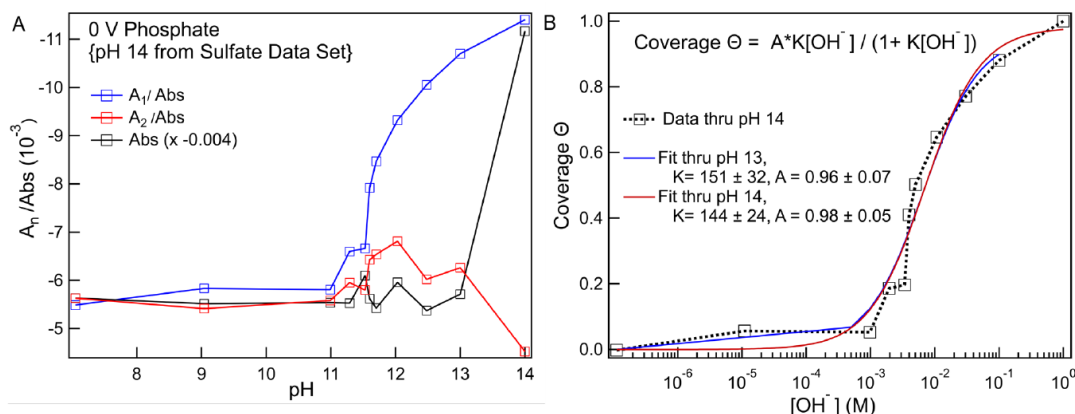 A
0 V Phosphate
{pH 14 from Sulfate Data Set}
A₁/ Abs
A₂ /Abs
Abs (x -0.004)
Aₙ /Abs (10⁻³)
-11
-10
-9
-8
-7
-6
-5
8 9 10 11 12 13 14
pH
B
Coverage Θ = A*K[OH⁻] / (1+ K[OH⁻])
Data thru pH 14
Fit thru pH 13,
K= 151 ± 32, A = 0.96 ± 0.07
Fit thru pH 14,
K= 144 ± 24, A = 0.98 ± 0.05
Coverage Θ
1.0
0.8
0.6
0.4
0.2
0.0
10⁻⁶ 10⁻⁵ 10⁻⁴ 10⁻³ 10⁻² 10⁻¹ 10⁰
[OH⁻] (M)